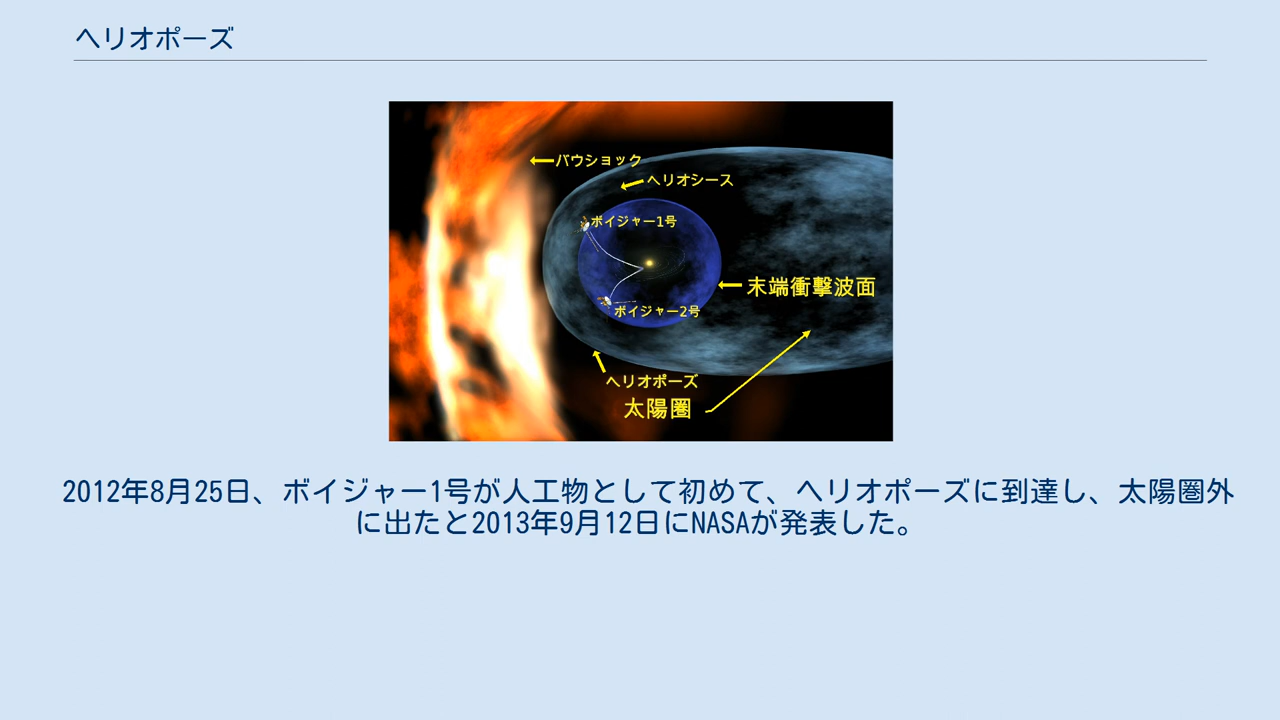 ヘリオポーズ
バウショック
ヘリオシース
ボイジャー1号
末端衝撃波面
ボイジャー2号
ヘリオポーズ
太陽圏
2012年8月25日、ボイジャー1号が人工物として初めて、ヘリオポーズに到達し、太陽圏外
に出たと2013年9月12日にNASAが発表した。